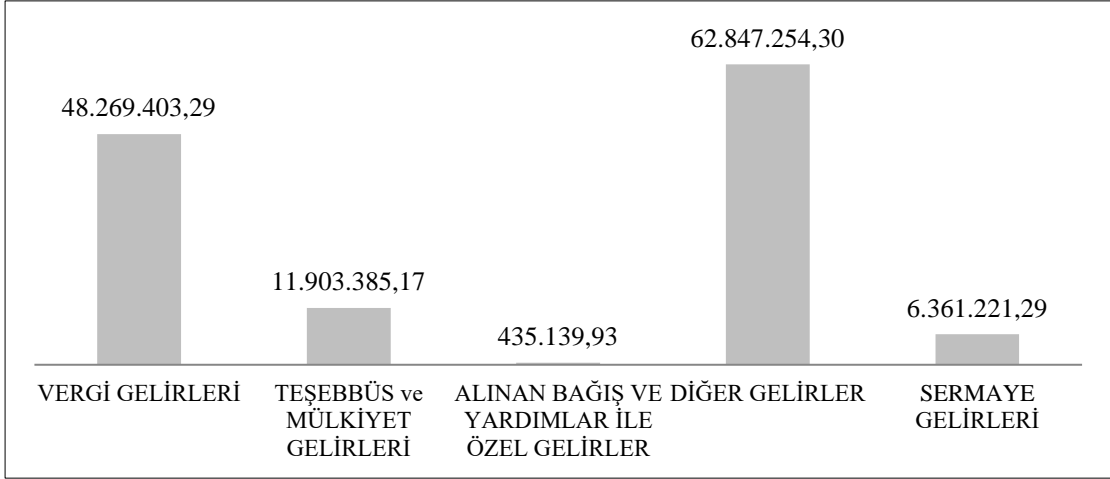 62.847.254,30
48.269.403,29
11.903.385,17
6.361.221,29
435.139,93
VERGİ GELİRLERİ
TEŞEBBÜS ve
MÜLKİYET
GELİRLERİ
ALINAN BAĞIŞ VE
YARDIMLAR İLE
ÖZEL GELİRLER
DİĞER GELİRLER
SERMAYE
GELİRLERİ